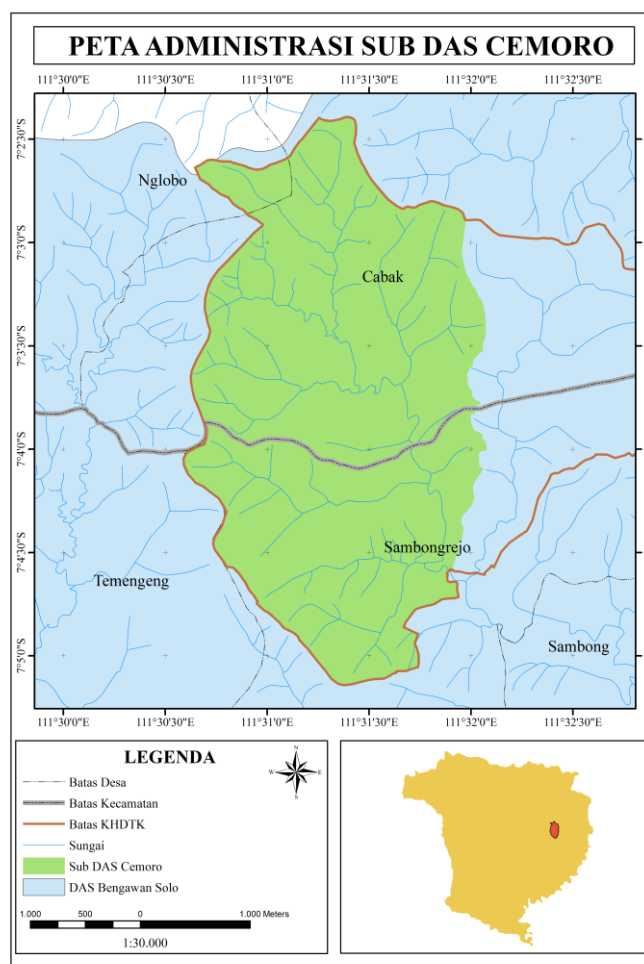 PETA ADMINISTRASI SUB DAS CEMORO
111°30'0"E 111°30'30"E 111°31'0"E 111°31'30"E 111°32'0"E 111°32'30"E
7°2'30"S
7°3'0"S
7°3'30"S
7°4'0"S
7°4'30"S
7°5'0"S
Nglobo
Cabak
Sambongrejo
Temengeng
Sambong
111°30'0"E 111°30'30"E 111°31'0"E 111°31'30"E 111°32'0"E 111°32'30"E
LEGENDA
N
W E
S
Batas Desa
Batas Kecamatan
Batas KHDTK
Sungai
Sub DAS Cemoro
DAS Bengawan Solo
1.000 500 0 1.000 Meters
1:30.000